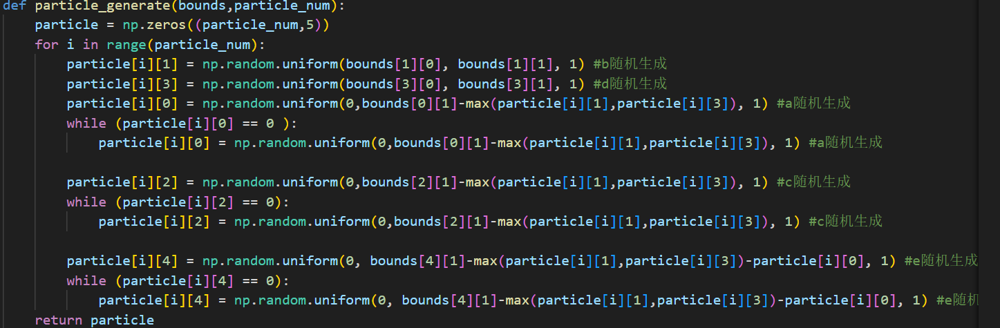 def particle_generate(bounds,particle_num):
    particle = np.zeros((particle_num,5))
    for i in range(particle_num):
        particle[i][1] = np.random.uniform(bounds[1][0], bounds[1][1], 1) #b随机生成
        particle[i][3] = np.random.uniform(bounds[3][0], bounds[3][1], 1) #d随机生成
        particle[i][0] = np.random.uniform(0,bounds[0][1]-max(particle[i][1],particle[i][3]), 1) #a随机生成
        while (particle[i][0] == 0 ):
            particle[i][0] = np.random.uniform(0,bounds[0][1]-max(particle[i][1],particle[i][3]), 1) #a随机生成
        particle[i][2] = np.random.uniform(0,bounds[2][1]-max(particle[i][1],particle[i][3]), 1) #c随机生成
        while (particle[i][2] == 0):
            particle[i][2] = np.random.uniform(0,bounds[2][1]-max(particle[i][1],particle[i][3]), 1) #c随机生成
        particle[i][4] = np.random.uniform(0, bounds[4][1]-max(particle[i][1],particle[i][3])-particle[i][0], 1) #e随机生成
        while (particle[i][4] == 0):
            particle[i][4] = np.random.uniform(0, bounds[4][1]-max(particle[i][1],particle[i][3])-particle[i][0], 1) #e随机
    return particle